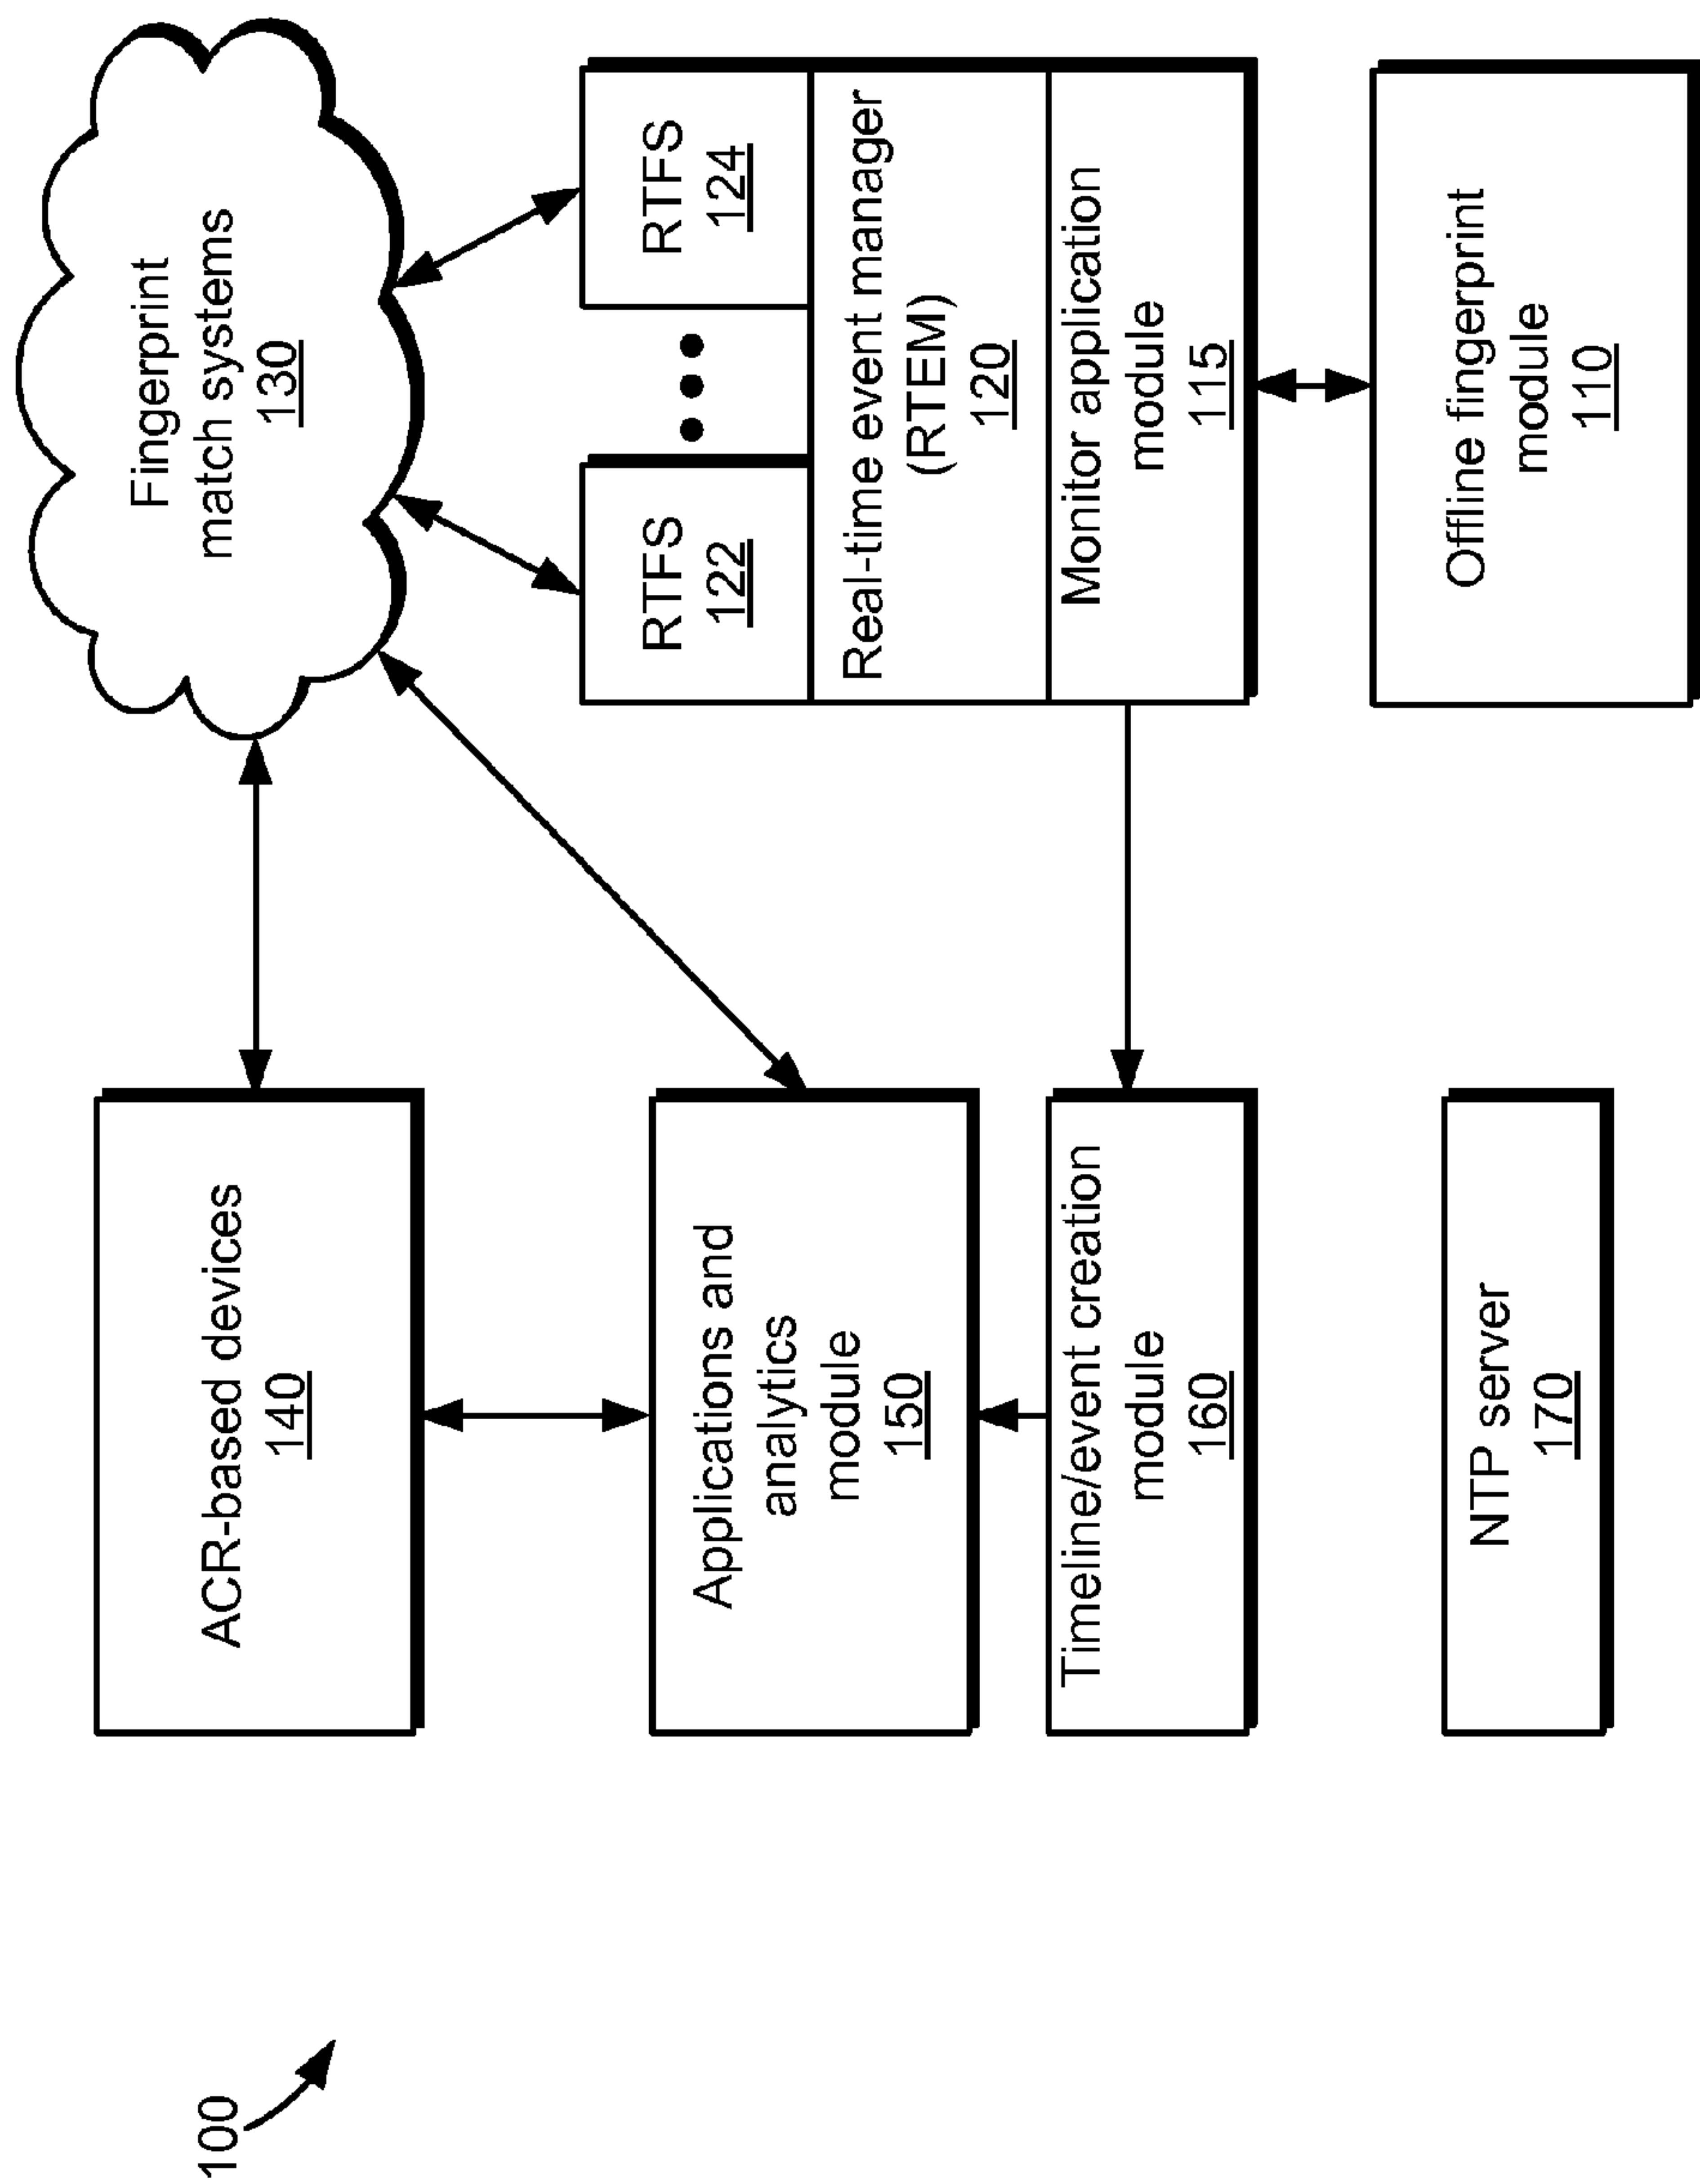 100
ACR-based devices
140
Fingerprint
match systems
130
Applications and
analytics
module
150
RTFS
122
RTFS
124
Real-time event manager
(RTEM)
120
Timeline/event creation
module
160
Monitor application
module
115
NTP server
170
Offline fingerprint
module
110